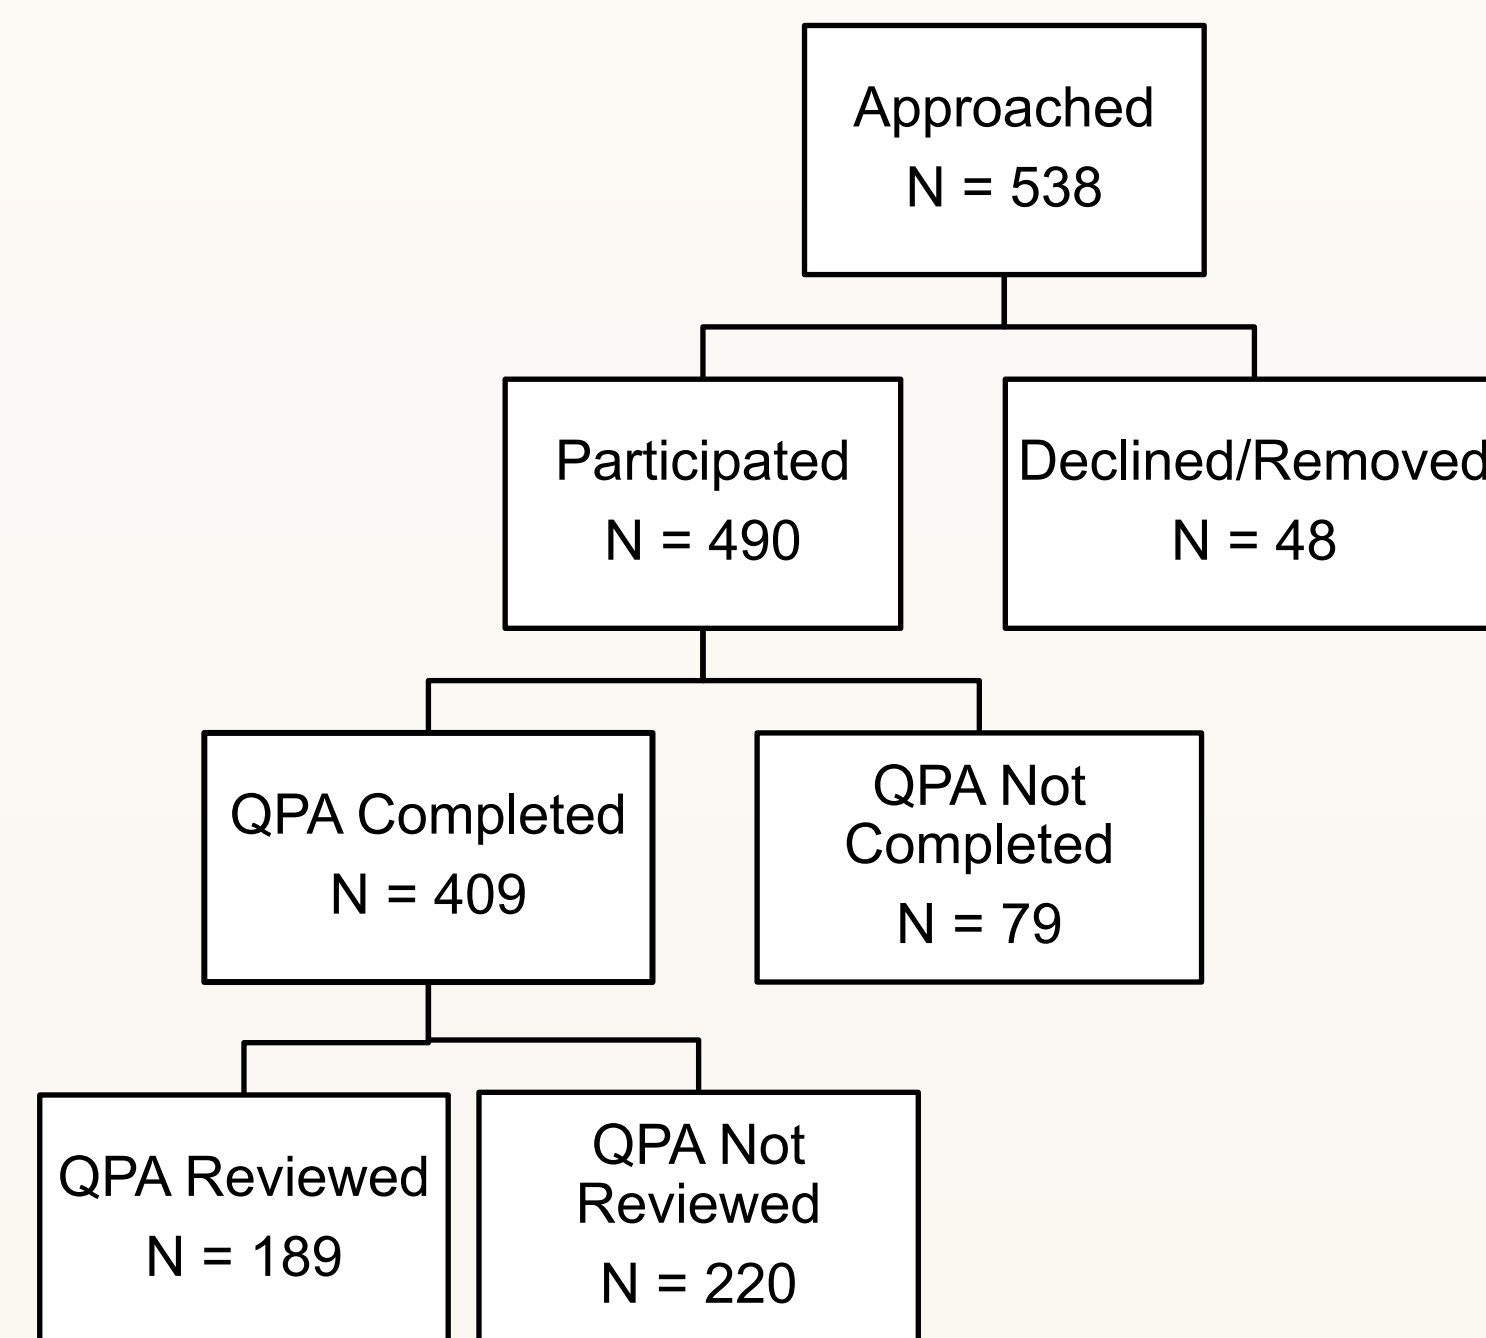 Approached
N = 538
Participated
N = 490
Declined/Removed
N = 48
QPA Completed
N = 409
QPA Not
Completed
N = 79
QPA Reviewed
N = 189
QPA Not
Reviewed
N = 220